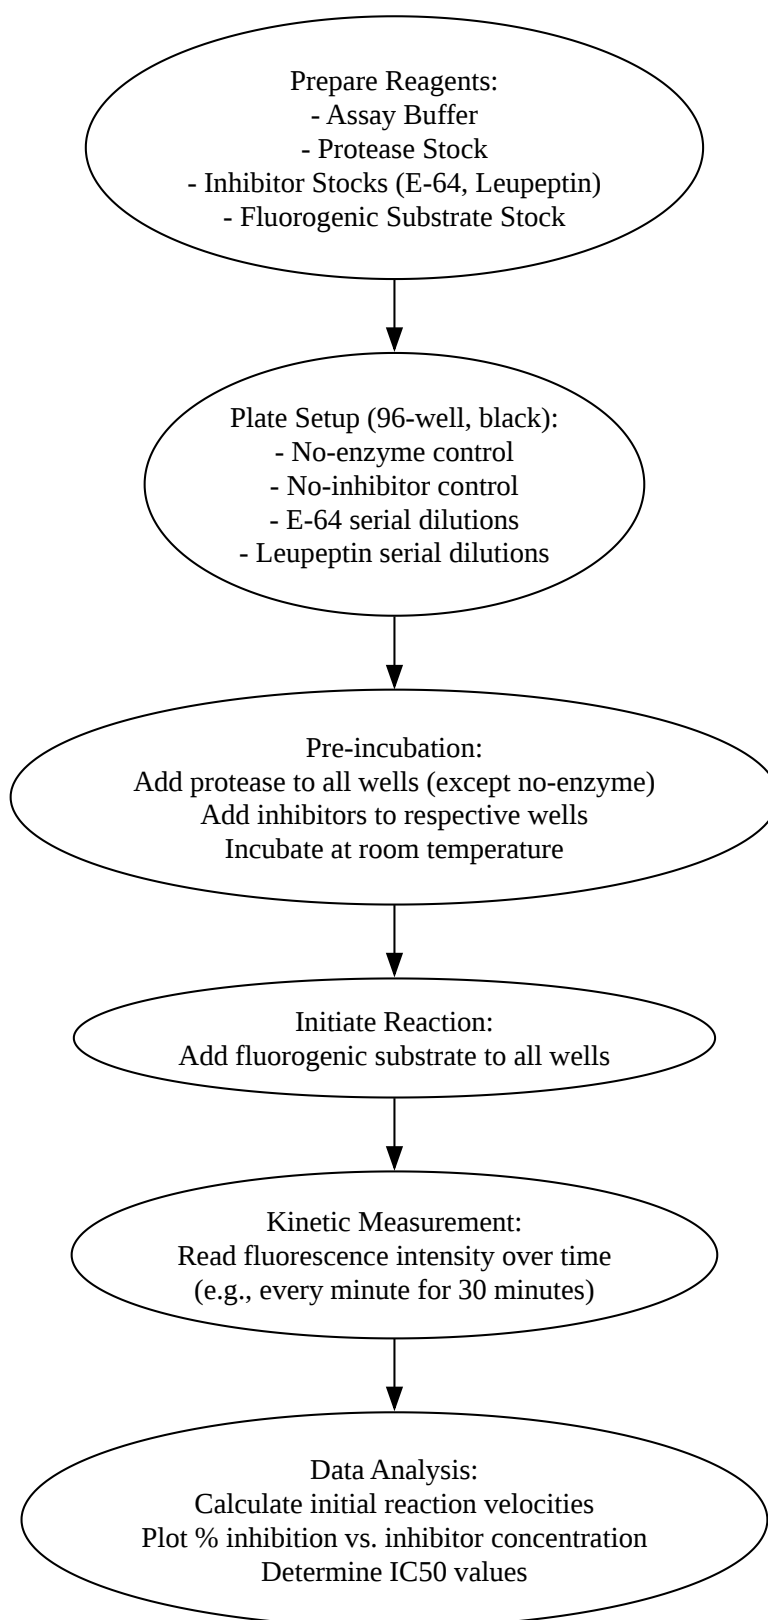 Prepare Reagents:
- Assay Buffer
- Protease Stock
- Inhibitor Stocks (E-64, Leupeptin)
- Fluorogenic Substrate Stock
Plate Setup (96-well, black):
- No-enzyme control
- No-inhibitor control
- E-64 serial dilutions
- Leupeptin serial dilutions
Pre-incubation:
Add protease to all wells (except no-enzyme)
Add inhibitors to respective wells
Incubate at room temperature
Initiate Reaction:
Add fluorogenic substrate to all wells
Kinetic Measurement:
Read fluorescence intensity over time
(e.g., every minute for 30 minutes)
Data Analysis:
Calculate initial reaction velocities
Plot % inhibition vs. inhibitor concentration
Determine IC50 values